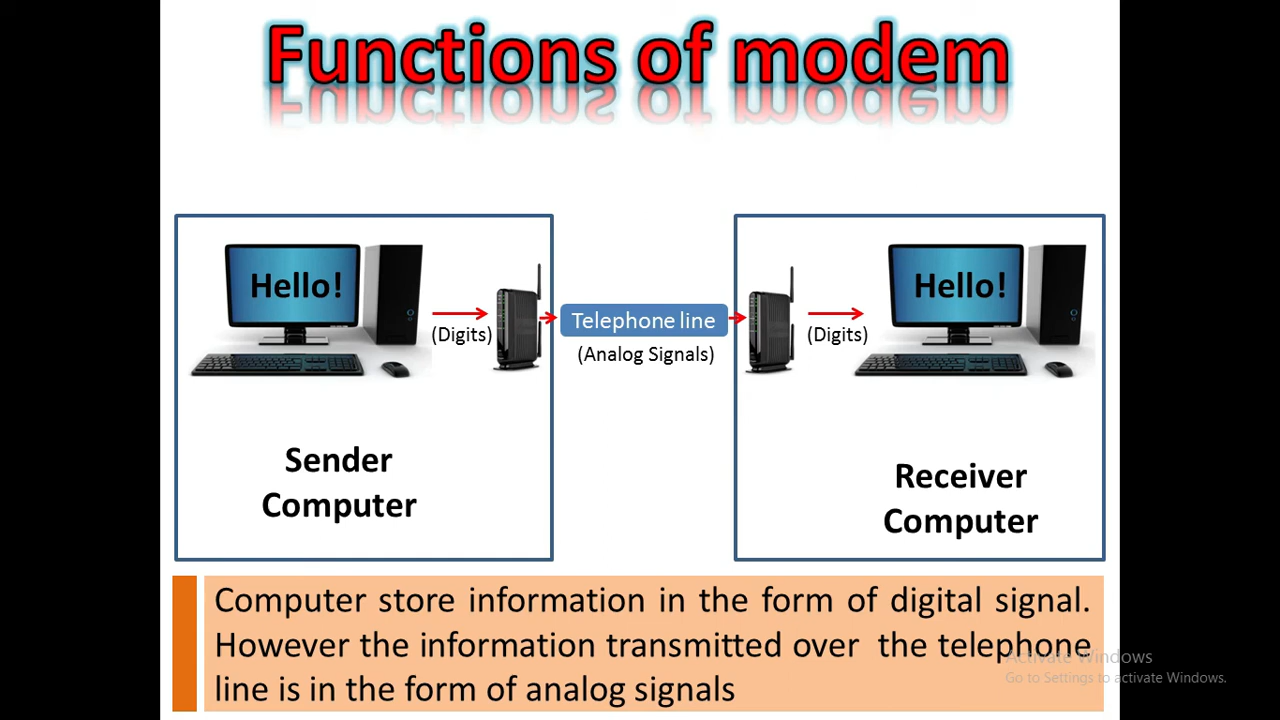 Functions of modem
Hello!
(Digits)
Telephone line
(Analog Signals)
(Digits)
Hello!
Sender
Computer
Receiver
Computer
Computer store information in the form of digital signal.
However the information transmitted over the telephone
line is in the form of analog signals
Activate Windows
Go to Settings to activate Windows.